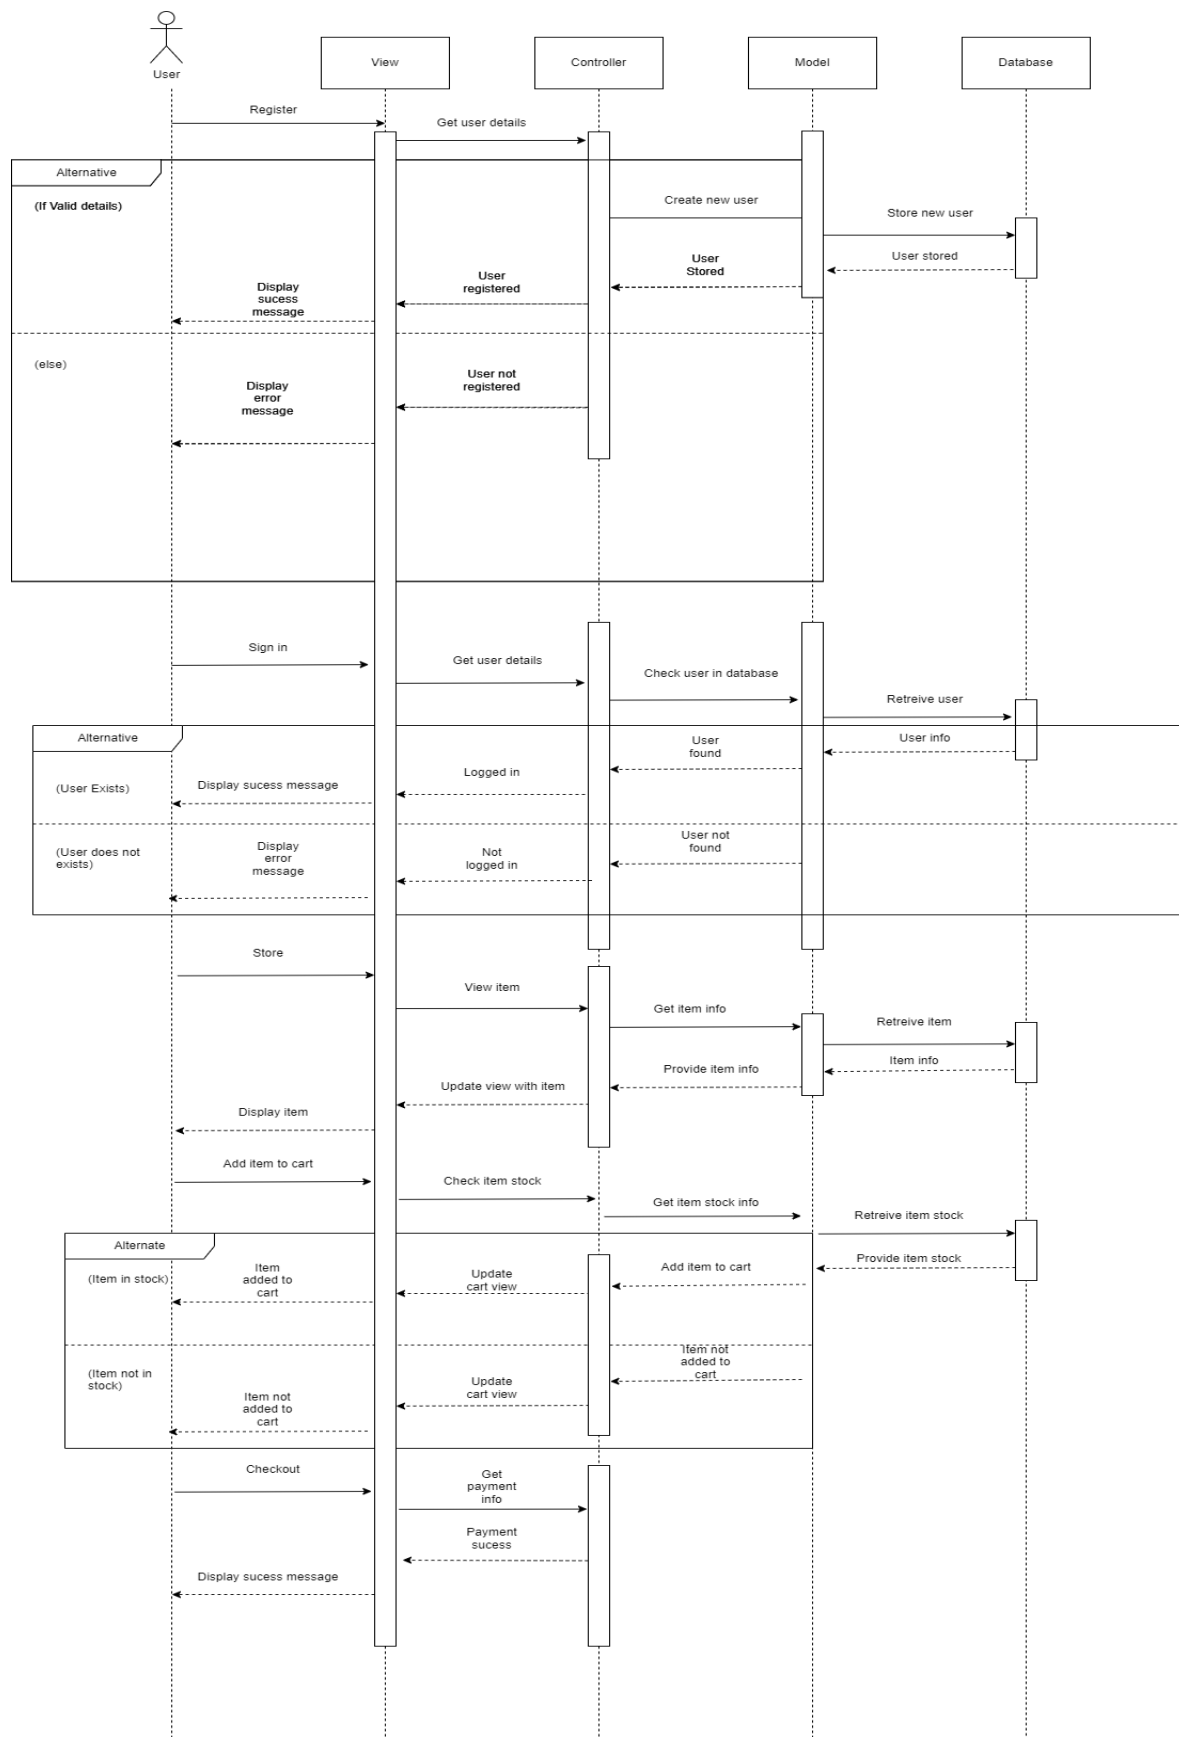 User
View
Controller
Model
Database
Register
Get user details
Alternative
(If Valid details)
Create new user
Store new user
User stored
User
Stored
User
registered
Display
sucess
message
(else)
User not
registered
Display
error
message
Sign in
Get user details
Check user in database
Retreive user
Alternative
User info
User
found
Logged in
Display sucess message
(User Exists)
User not
found
(User does not
exists)
Not
logged in
Display
error
message
Store
View item
Get item info
Retreive item
Item info
Provide item info
Update view with item
Display item
Add item to cart
Check item stock
Get item stock info
Retreive item stock
Alternate
Provide item stock
Add item to cart
(Item in stock)
Update
cart view
Item
added to
cart
Item not
added to
cart
(Item not in
stock)
Update
cart view
Item not
added to
cart
Checkout
Get
payment
info
Payment
sucess
Display sucess message